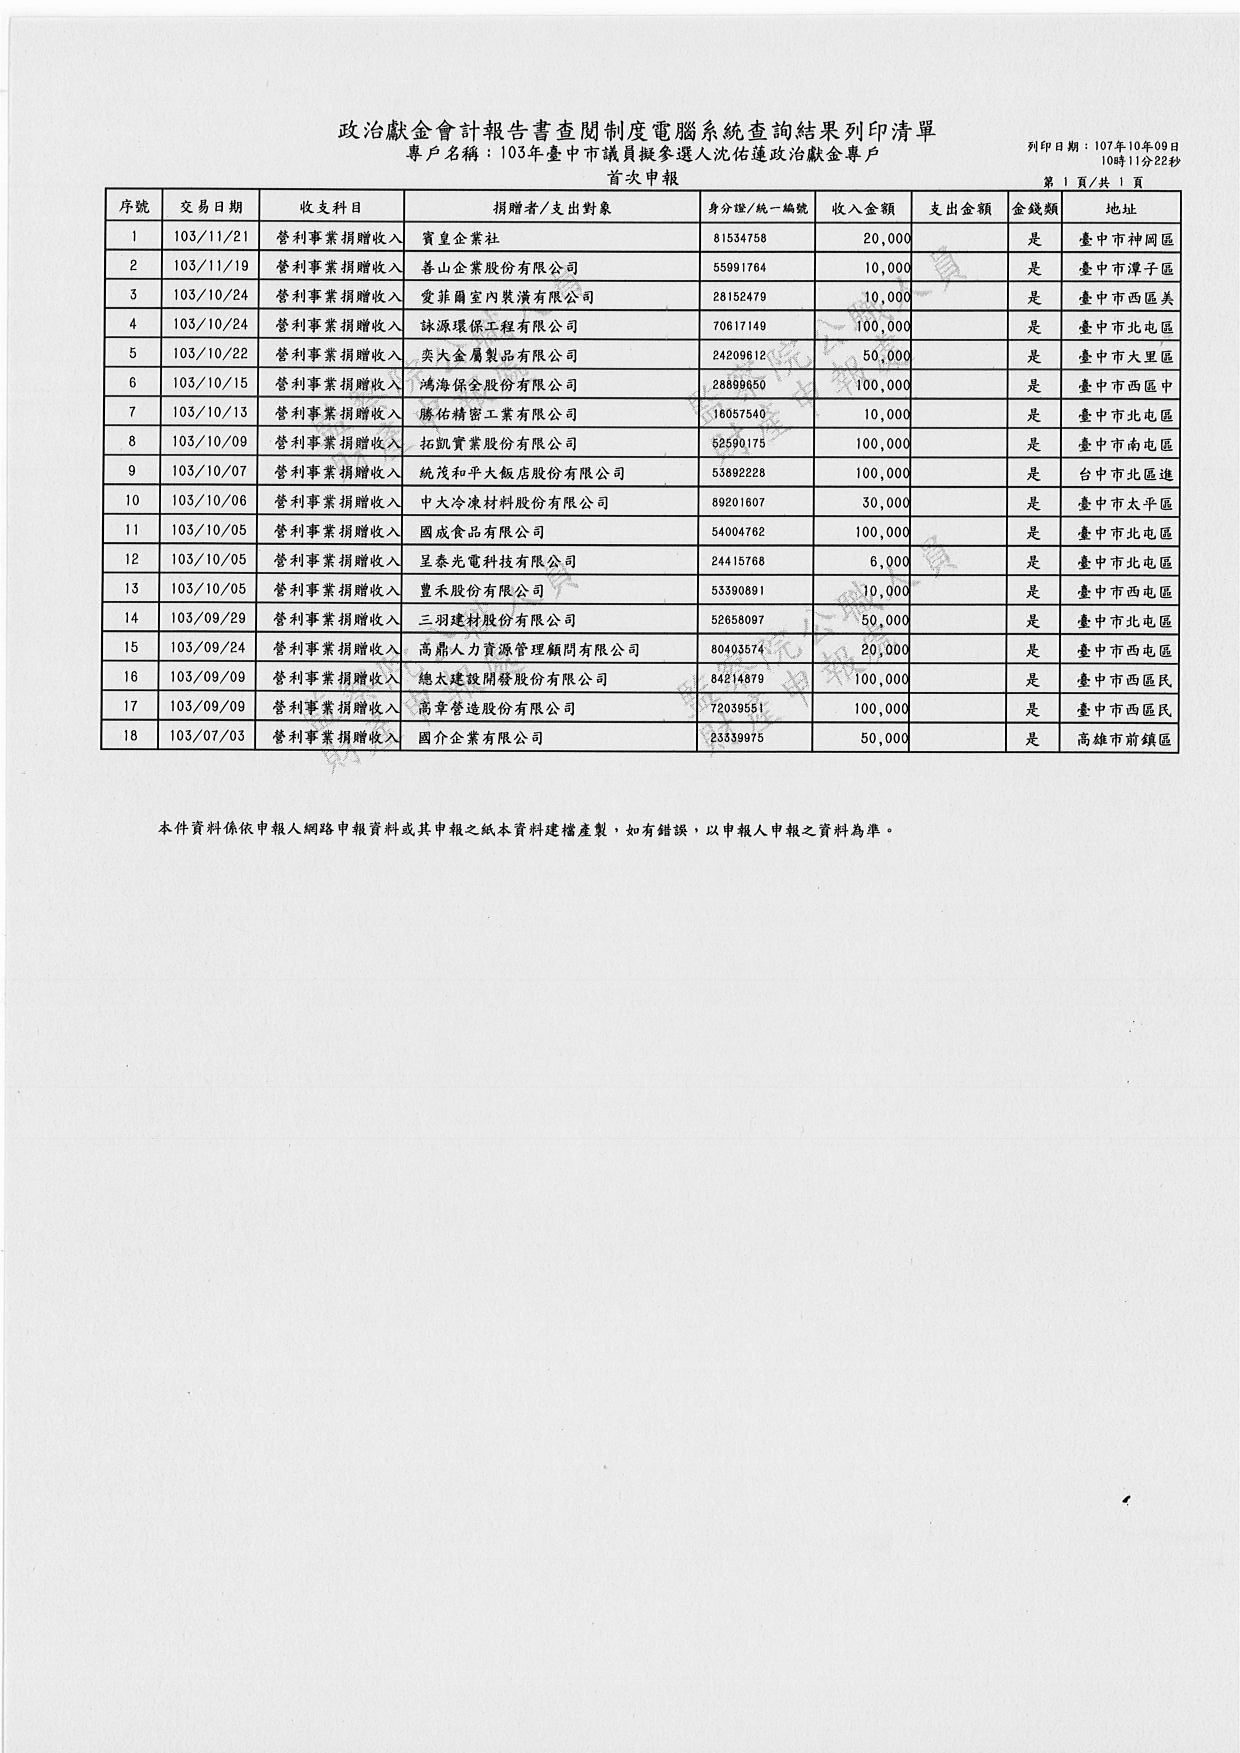 政治獻金會計報告書查閱制度電腦系統查詢結果列印清單
專戶名稱：103年臺中市議員擬參選人沈佑蓮政治獻金專戶
列印日期：107年10年09日
10時11分22秒
首次申報
第 1 頁/共 1 頁
序號 交易日期 收支科目 捐贈者/支出對象 身分證/統一編號 收入金額 支出金額 金錢類 地址
1 103/11/21 營利事業捐贈收入 賓皇企業社 81534758 20,000 是 臺中市神岡區
2 103/11/19 營利事業捐贈收入 善山企業股份有限公司 55991764 10,000 是 臺中市潭子區
3 103/10/24 營利事業捐贈收入 愛菲爾室內裝潢有限公司 28152479 10,000 是 臺中市西區美
4 103/10/24 營利事業捐贈收入 詠源環保工程有限公司 70617149 100,000 是 臺中市北屯區
5 103/10/22 營利事業捐贈收入 奕大金屬製品有限公司 24209612 50,000 是 臺中市大里區
6 103/10/15 營利事業捐贈收入 鴻海保全股份有限公司 28899650 100,000 是 臺中市西區中
7 103/10/13 營利事業捐贈收入 勝佑精密工業有限公司 16057540 10,000 是 臺中市北屯區
8 103/10/09 營利事業捐贈收入 拓凱實業股份有限公司 52590175 100,000 是 臺中市南屯區
9 103/10/07 營利事業捐贈收入 統茂和平大飯店股份有限公司 53892228 100,000 是 台中市北區進
10 103/10/06 營利事業捐贈收入 中大冷凍材料股份有限公司 89201607 30,000 是 臺中市太平區
11 103/10/05 營利事業捐贈收入 國成食品有限公司 54004762 100,000 是 臺中市北屯區
12 103/10/05 營利事業捐贈收入 呈泰光電科技有限公司 24415768 6,000 是 臺中市北屯區
13 103/10/05 營利事業捐贈收入 豐禾股份有限公司 53390891 10,000 是 臺中市西屯區
14 103/09/29 營利事業捐贈收入 三羽建材股份有限公司 52658097 50,000 是 臺中市北屯區
15 103/09/24 營利事業捐贈收入 高鼎人力資源管理顧問有限公司 80403574 20,000 是 臺中市西屯區
16 103/09/09 營利事業捐贈收入 總太建設開發股份有限公司 84214879 100,000 是 臺中市西區民
17 103/09/09 營利事業捐贈收入 高章營造股份有限公司 72039551 100,000 是 臺中市西區民
18 103/07/03 營利事業捐贈收入 國介企業有限公司 23339975 50,000 是 高雄市前鎮區
監察院公職人員
財產申報處
監察院公職人員
財產申報處
監察院公職人員
財產申報處
監察院公職人員
財產申報處
本件資料係依申報人網路申報資料或其申報之紙本資料建檔產製，如有錯誤，以申報人申報之資料為準。